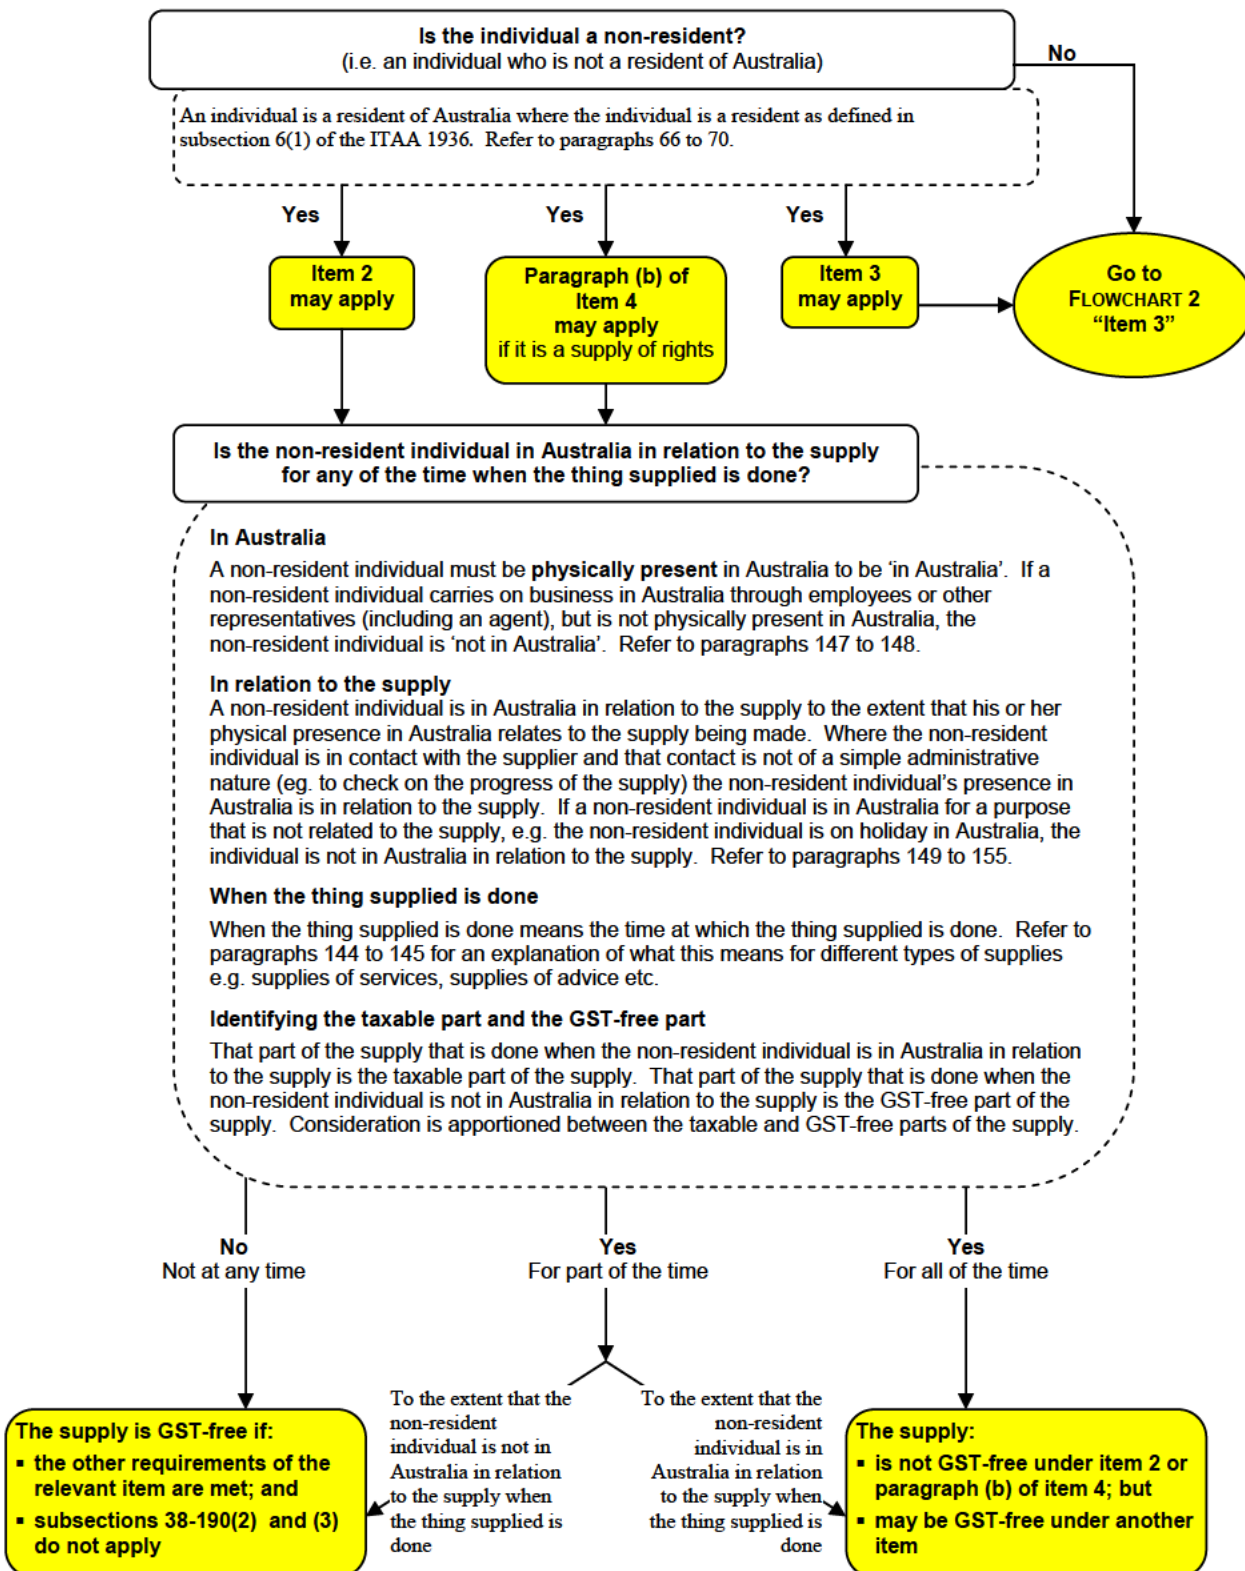 Is the individual a non-resident?
(i.e. an individual who is not a resident of Australia)
No
An individual is a resident of Australia where the individual is a resident as defined in
subsection 6(1) of the ITAA 1936. Refer to paragraphs 66 to 70.
Yes
Yes
Yes
Item 2
may apply
Paragraph (b) of
Item 4
may apply
if it is a supply of rights
Item 3
may apply
Go to
FLOWCHART 2
“Item 3”
Is the non-resident individual in Australia in relation to the supply
for any of the time when the thing supplied is done?
In Australia
A non-resident individual must be physically present in Australia to be ‘in Australia’. If a
non-resident individual carries on business in Australia through employees or other
representatives (including an agent), but is not physically present in Australia, the
non-resident individual is ‘not in Australia’. Refer to paragraphs 147 to 148.
In relation to the supply
A non-resident individual is in Australia in relation to the supply to the extent that his or her
physical presence in Australia relates to the supply being made. Where the non-resident
individual is in contact with the supplier and that contact is not of a simple administrative
nature (eg. to check on the progress of the supply) the non-resident individual’s presence in
Australia is in relation to the supply. If a non-resident individual is in Australia for a purpose
that is not related to the supply, e.g. the non-resident individual is on holiday in Australia, the
individual is not in Australia in relation to the supply. Refer to paragraphs 149 to 155.
When the thing supplied is done
When the thing supplied is done means the time at which the thing supplied is done. Refer to
paragraphs 144 to 145 for an explanation of what this means for different types of supplies
e.g. supplies of services, supplies of advice etc.
Identifying the taxable part and the GST-free part
That part of the supply that is done when the non-resident individual is in Australia in relation
to the supply is the taxable part of the supply. That part of the supply that is done when the
non-resident individual is not in Australia in relation to the supply is the GST-free part of the
supply. Consideration is apportioned between the taxable and GST-free parts of the supply.
No
Not at any time
Yes
For part of the time
Yes
For all of the time
The supply is GST-free if:
▪ the other requirements of the
relevant item are met; and
▪ subsections 38-190(2) and (3)
do not apply
To the extent that the
non-resident
individual is not in
Australia in relation
to the supply when
the thing supplied is
done
To the extent that the
non-resident
individual is in
Australia in relation
to the supply when
the thing supplied is
done
The supply:
▪ is not GST-free under item 2 or
paragraph (b) of item 4; but
▪ may be GST-free under another
item